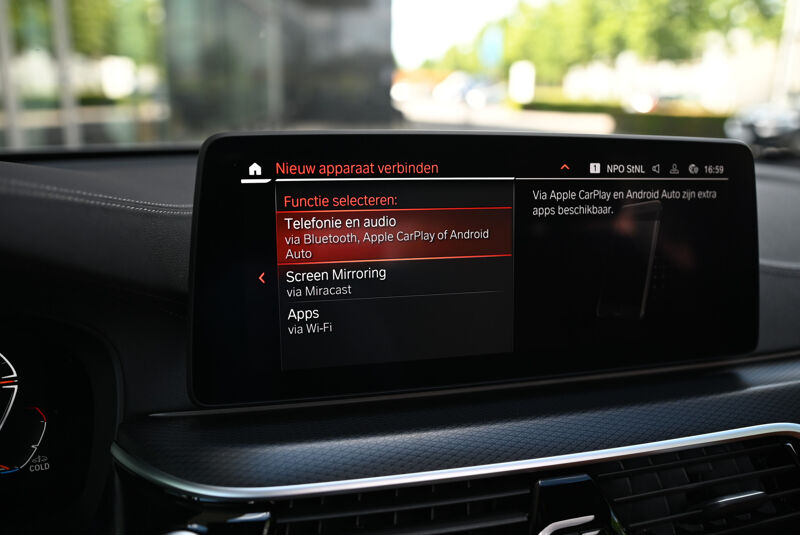 Nieuw apparaat verbinden
1 NPO StNL 16:59
Functie selecteren:
Telefonie en audio
via Bluetooth, Apple CarPlay of Android
Auto
Screen Mirroring
via Miracast
Apps
via Wi-Fi
Via Apple CarPlay en Android Auto zijn extra
apps beschikbaar.
COLD